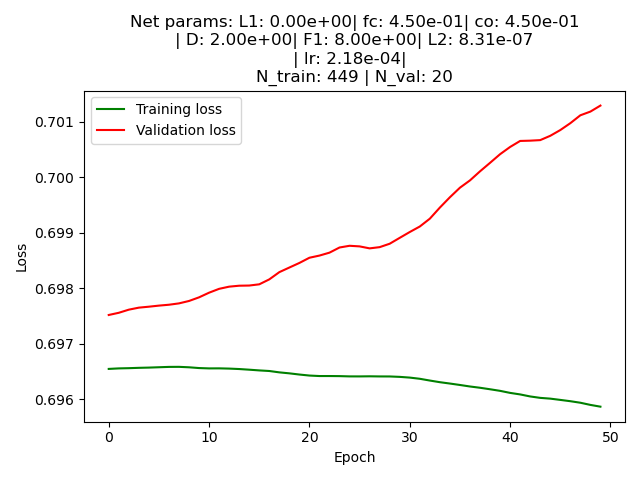 Net params: L1: 0.00e+00| fc: 4.50e-01| co: 4.50e-01
| D: 2.00e+00| F1: 8.00e+00| L2: 8.31e-07
| lr: 2.18e-04|
N_train: 449 | N_val: 20
Training loss
Validation loss
0.701
0.700
0.699
0.698
0.697
0.696
Loss
0 10 20 30 40 50
Epoch